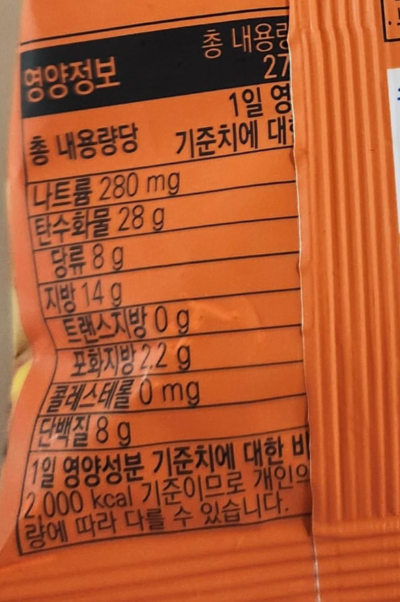 총 내용량
27
영양정보
1일 영
총 내용량당
기준치에 대한
나트륨 280 mg
탄수화물 28 g
당류 8 g
지방 14 g
트랜스지방 0 g
포화지방 2.2 g
콜레스테롤 0 mg
단백질 8 g
1일 영양성분 기준치에 대한 비
2,000 kcal 기준이므로 개인의
량에 따라 다를 수 있습니다.